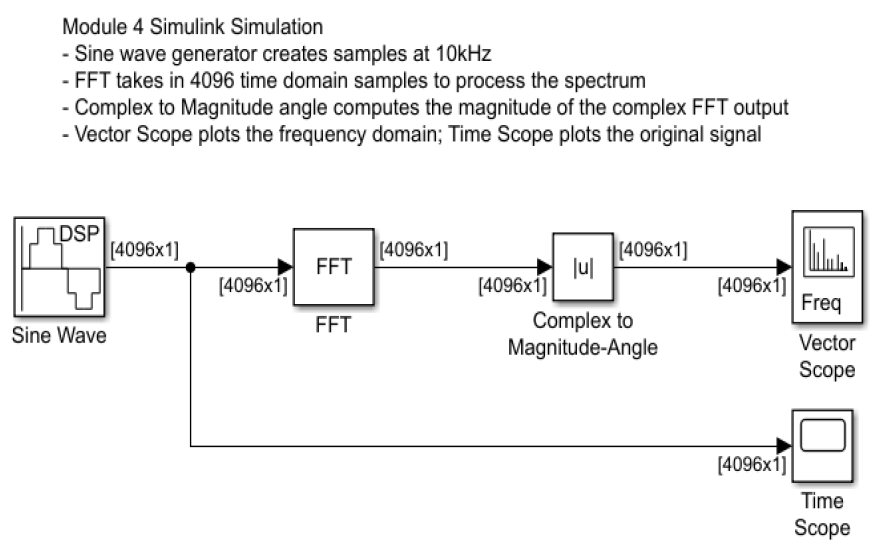 Module 4 Simulink Simulation
- Sine wave generator creates samples at 10kHz
- FFT takes in 4096 time domain samples to process the spectrum
- Complex to Magnitude angle computes the magnitude of the complex FFT output
- Vector Scope plots the frequency domain; Time Scope plots the original signal
DSP
[4096x1]
Sine Wave
[4096x1]
FFT
FFT
[4096x1]
[4096x1]
|u|
Complex to
Magnitude-Angle
[4096x1]
[4096x1]
Freq
Vector
Scope
[4096x1]
Time
Scope